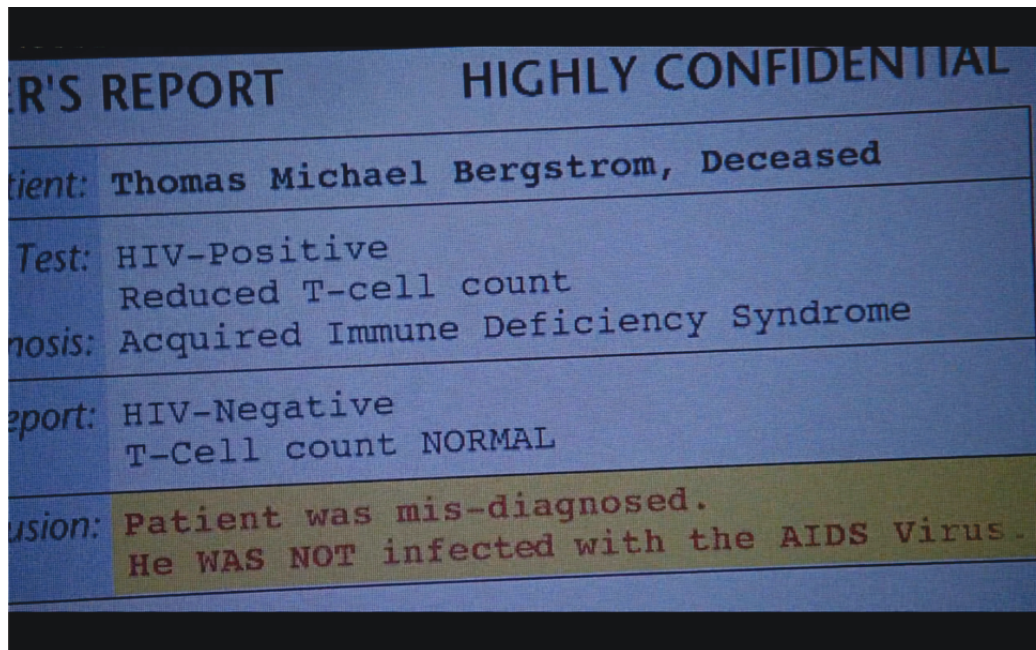 ER'S REPORT HIGHLY CONFIDENTIAL
tient: Thomas Michael Bergstrom, Deceased
Test: HIV-Positive
Reduced T-cell count
nosis: Acquired Immune Deficiency Syndrome
eport: HIV-Negative
T-Cell count NORMAL
usion: Patient was mis-diagnosed.
He WAS NOT infected with the AIDS Virus.